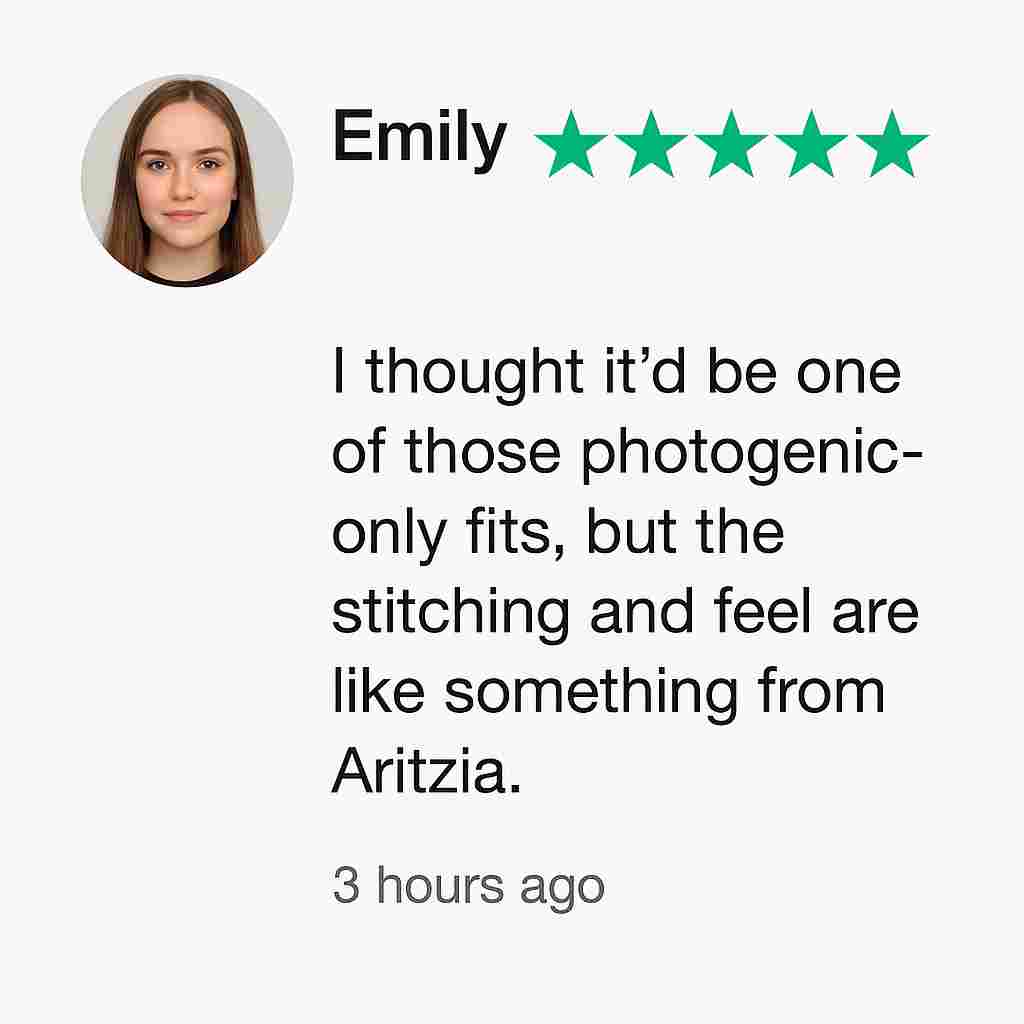 Emily
I thought it’d be one
of those photogenic-
only fits, but the
stitching and feel are
like something from
Aritzia.
3 hours ago